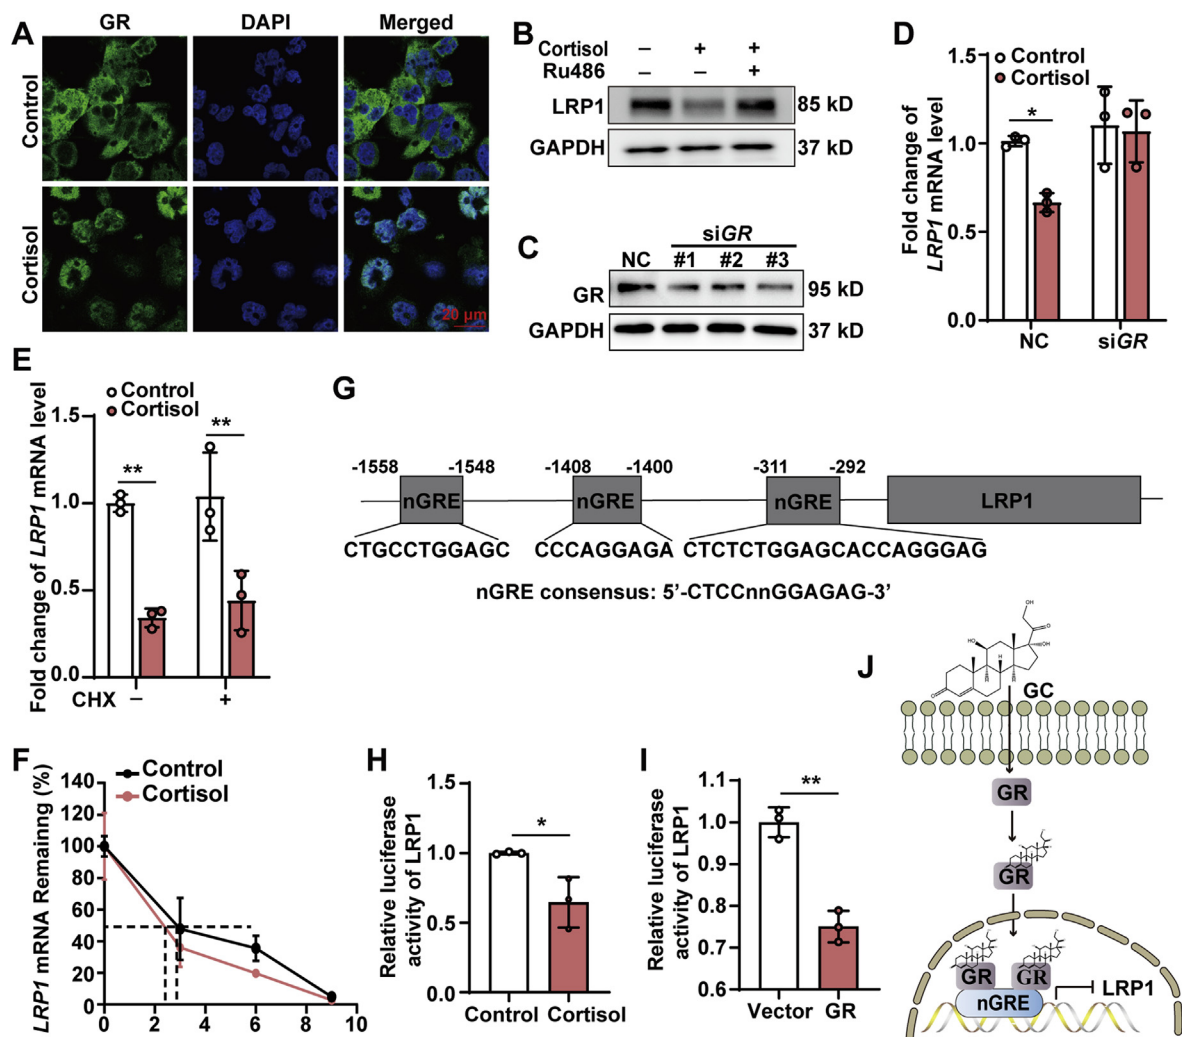 A
GR
DAPI
Merged
Control
Cortisol
20 μm
B
Cortisol – + +
Ru486 – – +
LRP1
85 kD
GAPDH
37 kD
C
siGR
NC #1 #2 #3
GR
95 kD
GAPDH
37 kD
D
Control
Cortisol
Fold change of
LRP1 mRNA level
1.5
1.0
0.5
0.0
*
NC
siGR
E
Control
Cortisol
Fold change of LRP1 mRNA level
1.5
1.0
0.5
0.0
**
**
CHX – +
G
-1558
-1548
-1408
-1400
-311
-292
nGRE
nGRE
nGRE
LRP1
CTGCCTGGAGC
CCCAGGAGA
CTCTCTGGAGCACCAGGGAG
nGRE consensus: 5’-CTCCnnGGAGAG-3’
F
Control
Cortisol
LRP1 mRNA Remainng (%)
140
120
100
80
60
40
20
0
0 2 4 6 8 10
H
Relative luciferase
activity of LRP1
1.5
1.0
0.5
0.0
*
Control
Cortisol
I
Relative luciferase
activity of LRP1
1.1
1.0
0.9
0.8
0.7
0.6
**
Vector
GR
J
OH
O
HO
OH
H
O
GC
GR
GR
GR
GR
nGRE
LRP1